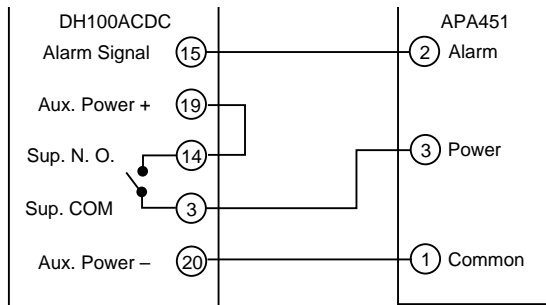 DH100ACDC
APA451
Alarm Signal 15
2 Alarm
Aux. Power + 19
Sup. N. O. 14
3 Power
Sup. COM 3
Aux. Power – 20
1 Common